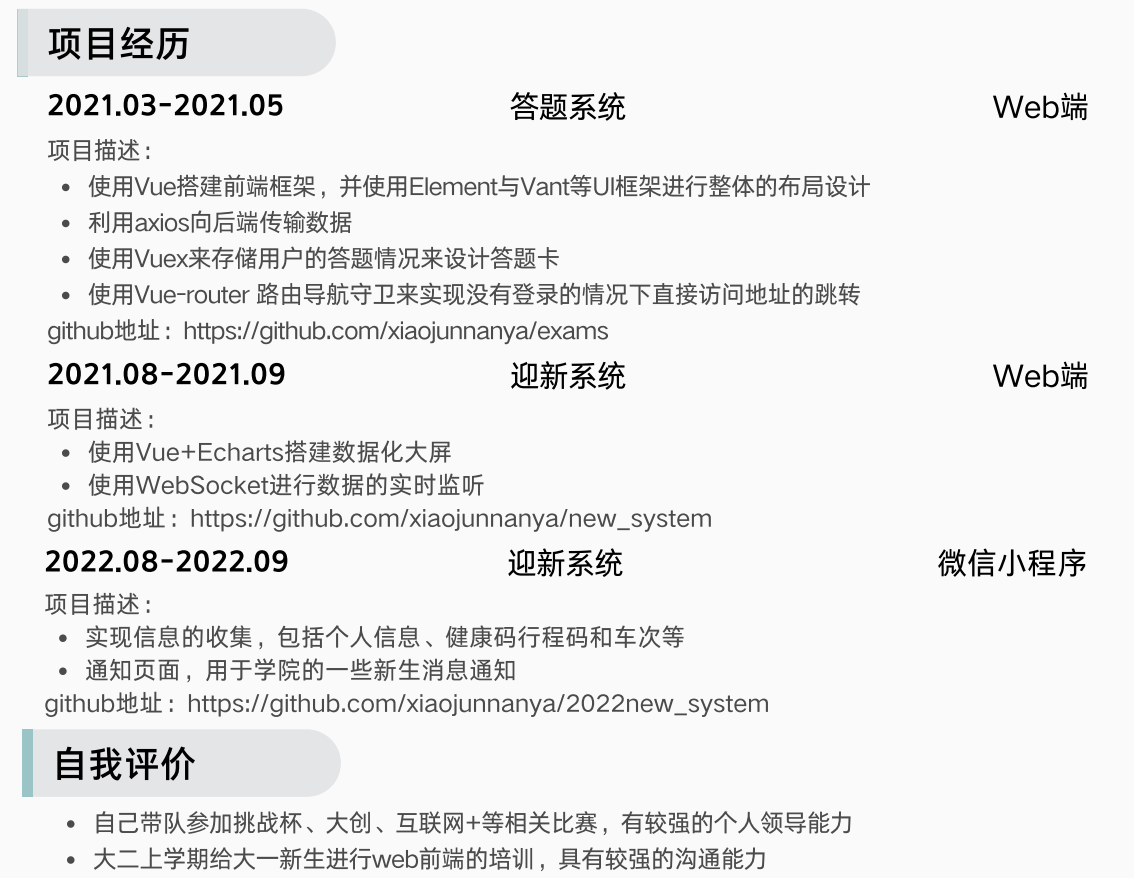 项目经历
2021.03-2021.05 答题系统 Web端
项目描述：
• 使用Vue搭建前端框架，并使用Element与Vant等UI框架进行整体的布局设计
• 利用axios向后端传输数据
• 使用Vuex来存储用户的答题情况来设计答题卡
• 使用Vue-router 路由导航守卫来实现没有登录的情况下直接访问地址的跳转
github地址：https://github.com/xiaojunnanya/exams
2021.08-2021.09 迎新系统 Web端
项目描述：
• 使用Vue+Echarts搭建数据化大屏
• 使用WebSocket进行数据的实时监听
github地址：https://github.com/xiaojunnanya/new_system
2022.08-2022.09 迎新系统 微信小程序
项目描述：
• 实现信息的收集，包括个人信息、健康码行程码和车次等
• 通知页面，用于学院的一些新生消息通知
github地址：https://github.com/xiaojunnanya/2022new_system
自我评价
• 自己带队参加挑战杯、大创、互联网+等相关比赛，有较强的个人领导能力
• 大二上学期给大一新生进行web前端的培训，具有较强的沟通能力